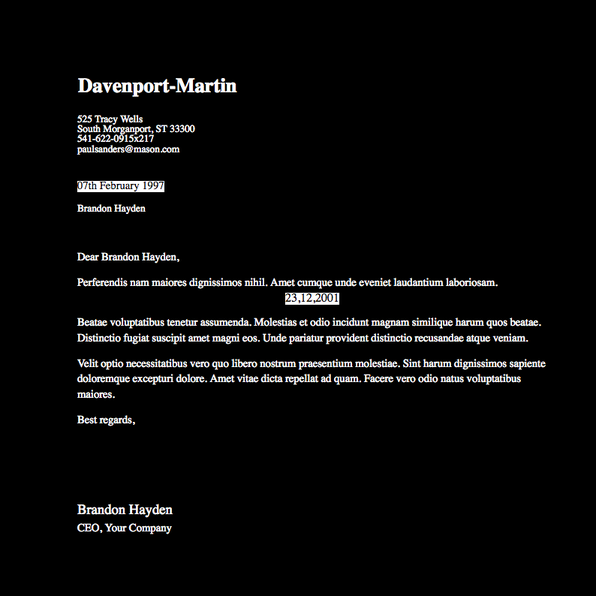 Davenport-Martin
525 Tracy Wells
South Morganport, ST 33300
541-622-0915x217
paulsanders@mason.com
07th February 1997
Brandon Hayden
Dear Brandon Hayden,
Perferendis nam maiores dignissimos nihil. Amet cumque unde eveniet laudantium laboriosam.
23,12,2001
Beatae voluptatibus tenetur assumenda. Molestias et odio incidunt magnam similique harum quos beatae.
Distinctio fugiat suscipit amet magni eos. Unde pariatur provident distinctio recusandae atque veniam.
Velit optio necessitatibus vero quo libero nostrum praesentium molestiae. Sint harum dignissimos sapiente
doloremque excepturi dolore. Amet vitae dicta repellat ad quam. Facere vero odio natus voluptatibus
maiores.
Best regards,
Brandon Hayden
CEO, Your Company